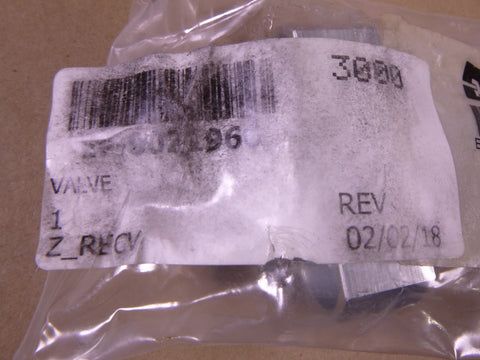 3000
VALVE
1
REV
Z_RECV
02/02/18